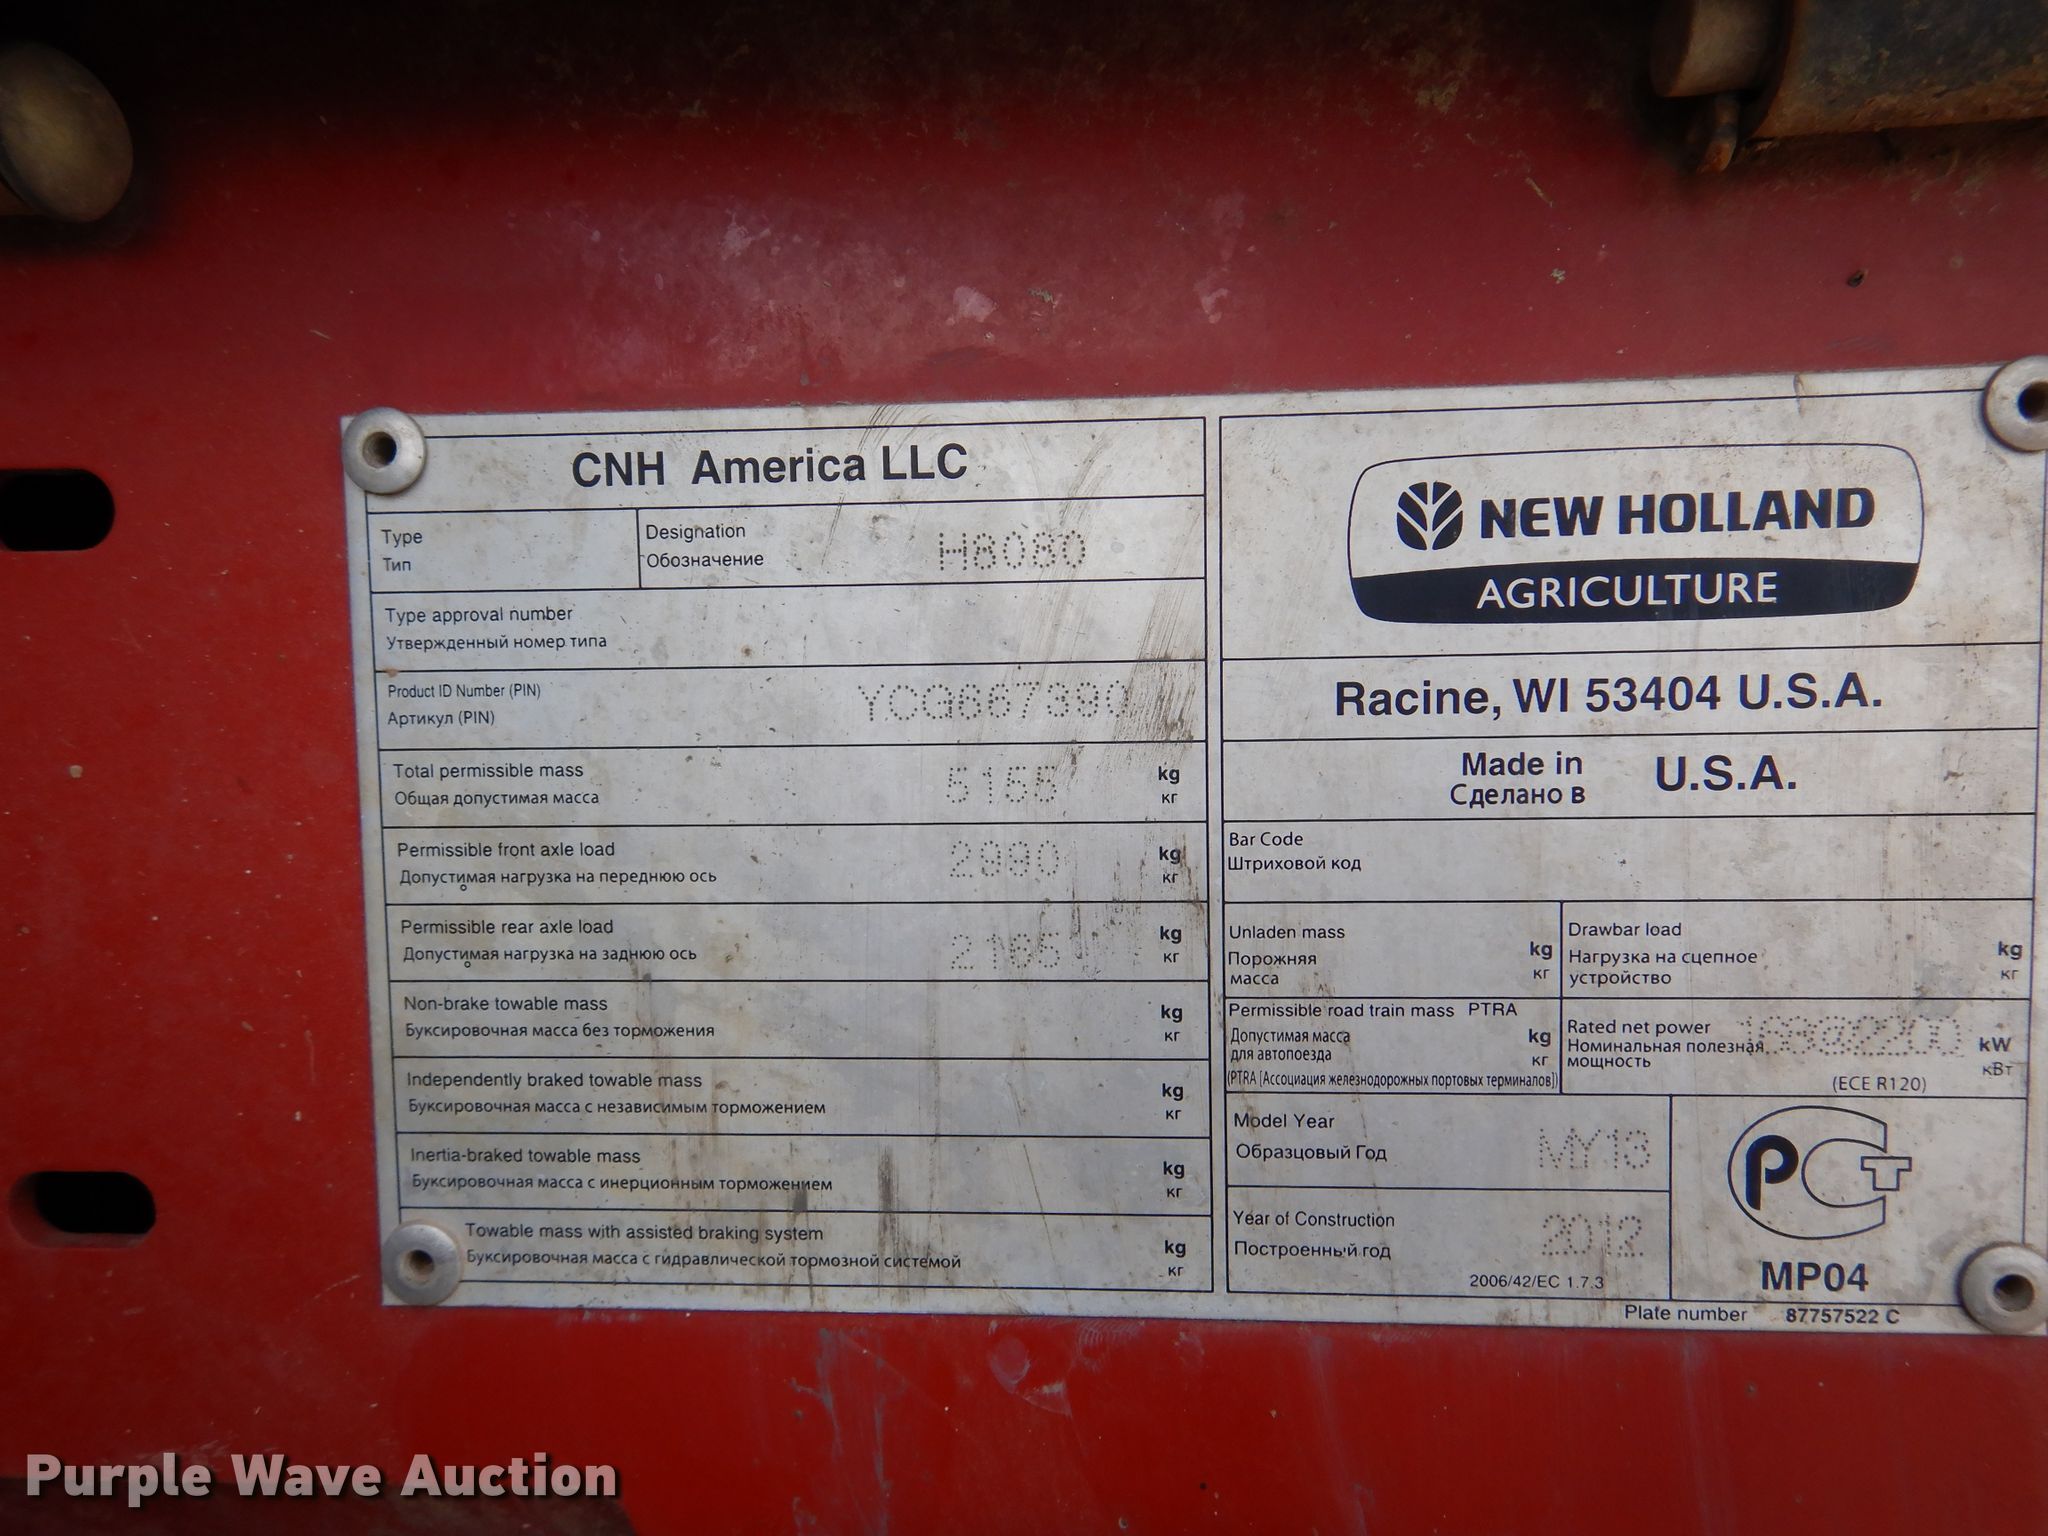 CNH America LLC
Type
Тип
Designation
Обозначение
H8080
Type approval number
Утвержденный номер типа
Product ID Number (PIN)
Артикул (PIN)
YCG667390
Total permissible mass
Общая допустимая масса
5155
kg
кг
Permissible front axle load
Допустимая нагрузка на переднюю ось
2990
kg
кг
Permissible rear axle load
Допустимая нагрузка на заднюю ось
2165
kg
кг
Non-brake towable mass
Буксировочная масса без торможения
kg
кг
Independently braked towable mass
Буксировочная масса с независимым торможением
kg
кг
Inertia-braked towable mass
Буксировочная масса с инерционным торможением
kg
кг
Towable mass with assisted braking system
Буксировочная масса с гидравлической тормозной системой
kg
кг
NEW HOLLAND
AGRICULTURE
Racine, WI 53404 U.S.A.
Made in
Сделано в
U.S.A.
Bar Code
Штриховой код
Unladen mass
Порожняя
масса
kg
кг
Drawbar load
Нагрузка на сцепное
устройство
kg
кг
Permissible road train mass PTRA
Допустимая масса
для автопоезда
(PTRA [Ассоциация железнодорожных портовых терминалов])
kg
кг
Rated net power
Номинальная полезная
мощность
kW
кВт
(ECE R120)
Model Year
Образцовый Год
MY13
Year of Construction
Построенный год
2012
2006/42/EC 1.7.3
РСТ
MP04
Plate number 87757522 C
Purple Wave Auction